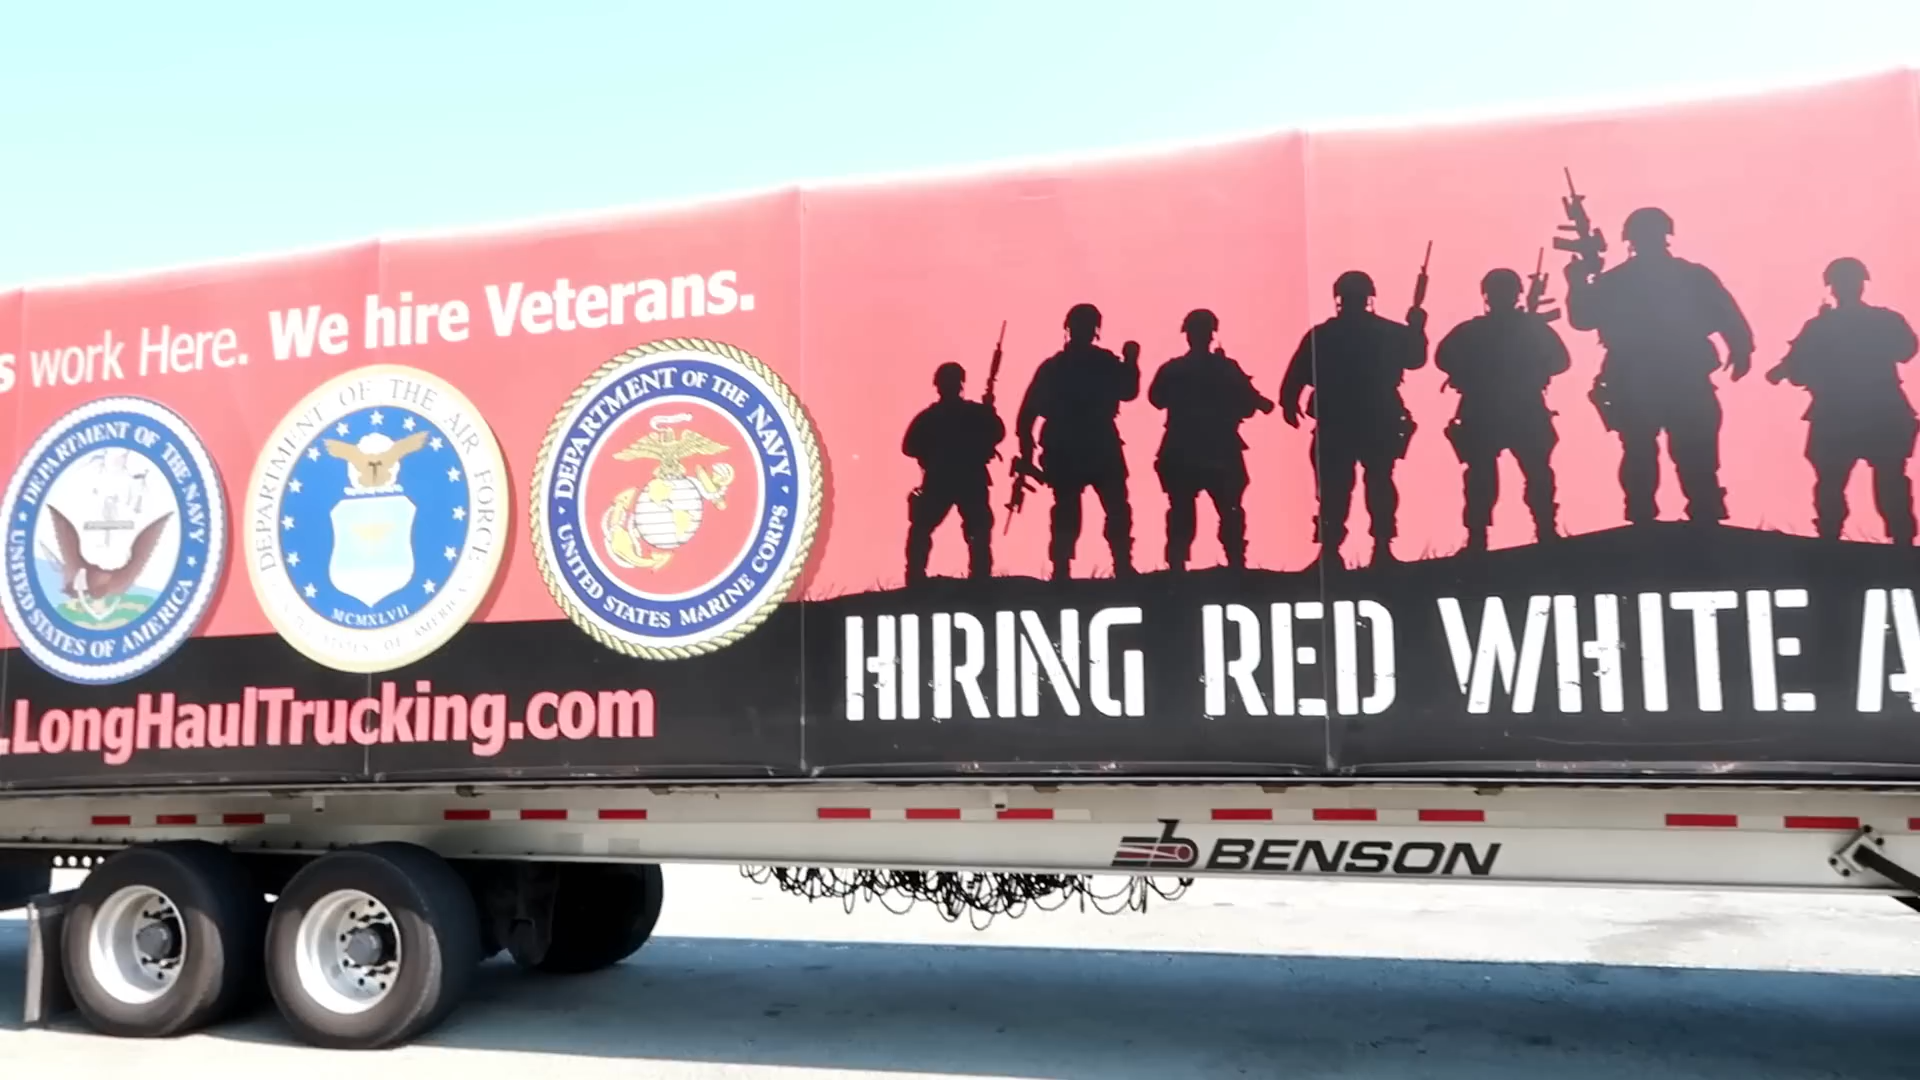 work Here. We hire Veterans.
DEPARTMENT OF THE NAVY
UNITED STATES OF AMERICA
DEPARTMENT OF THE AIR FORCE
MCMXLVII
DEPARTMENT OF THE NAVY
UNITED STATES MARINE CORPS
.LongHaulTrucking.com
HIRING RED WHITE A
BENSON